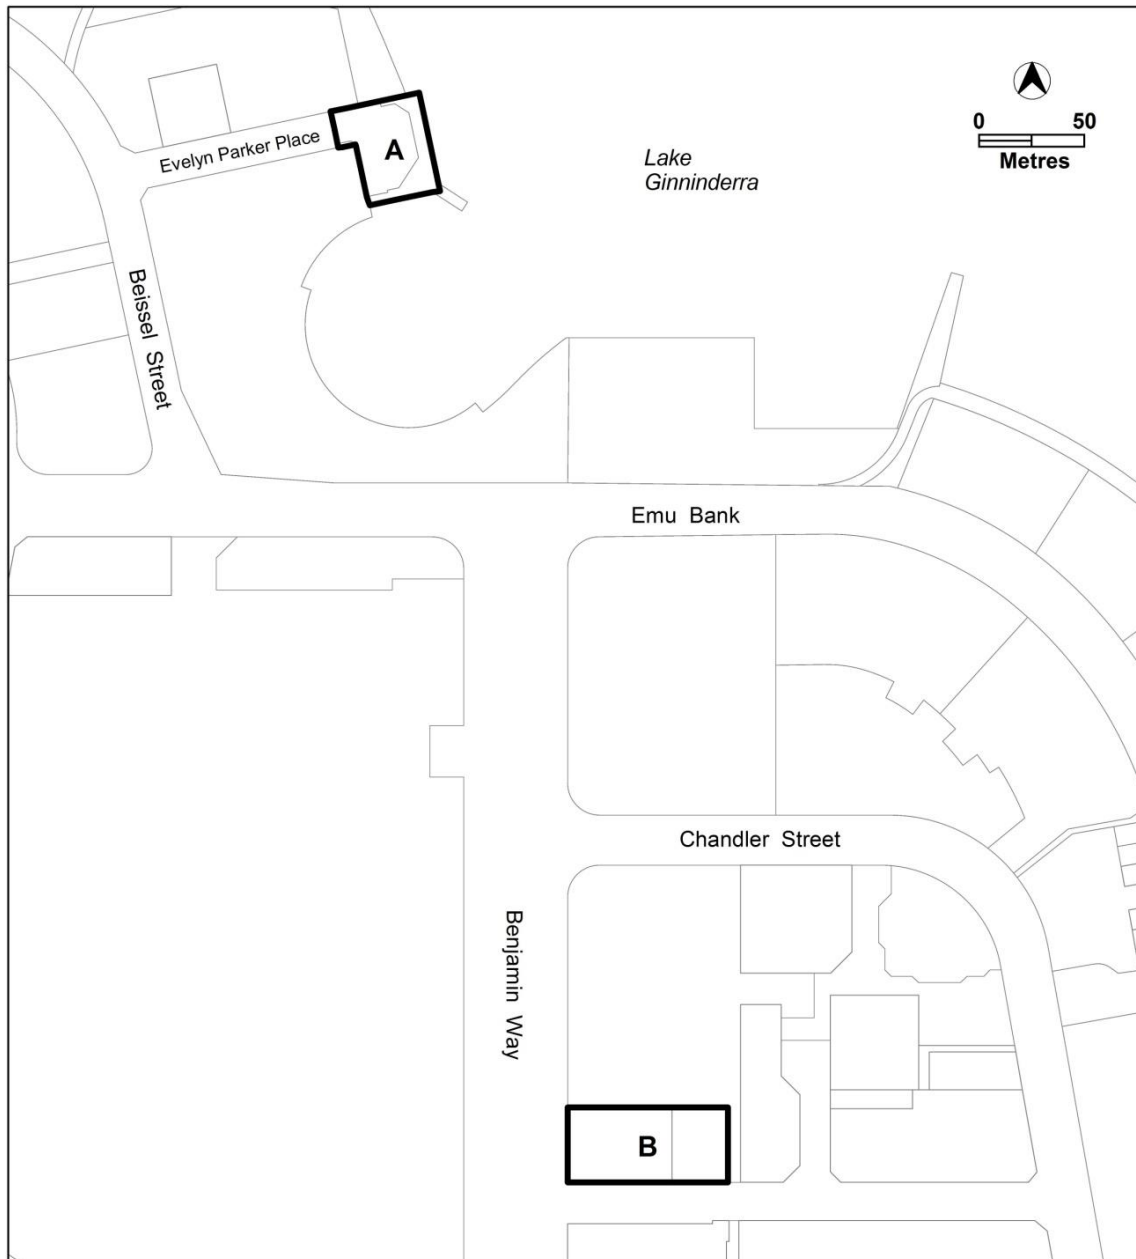 0 50
Metres
Evelyn Parker Place
A
Lake
Ginninderra
Beissel Street
Emu Bank
Chandler Street
Benjamin Way
B